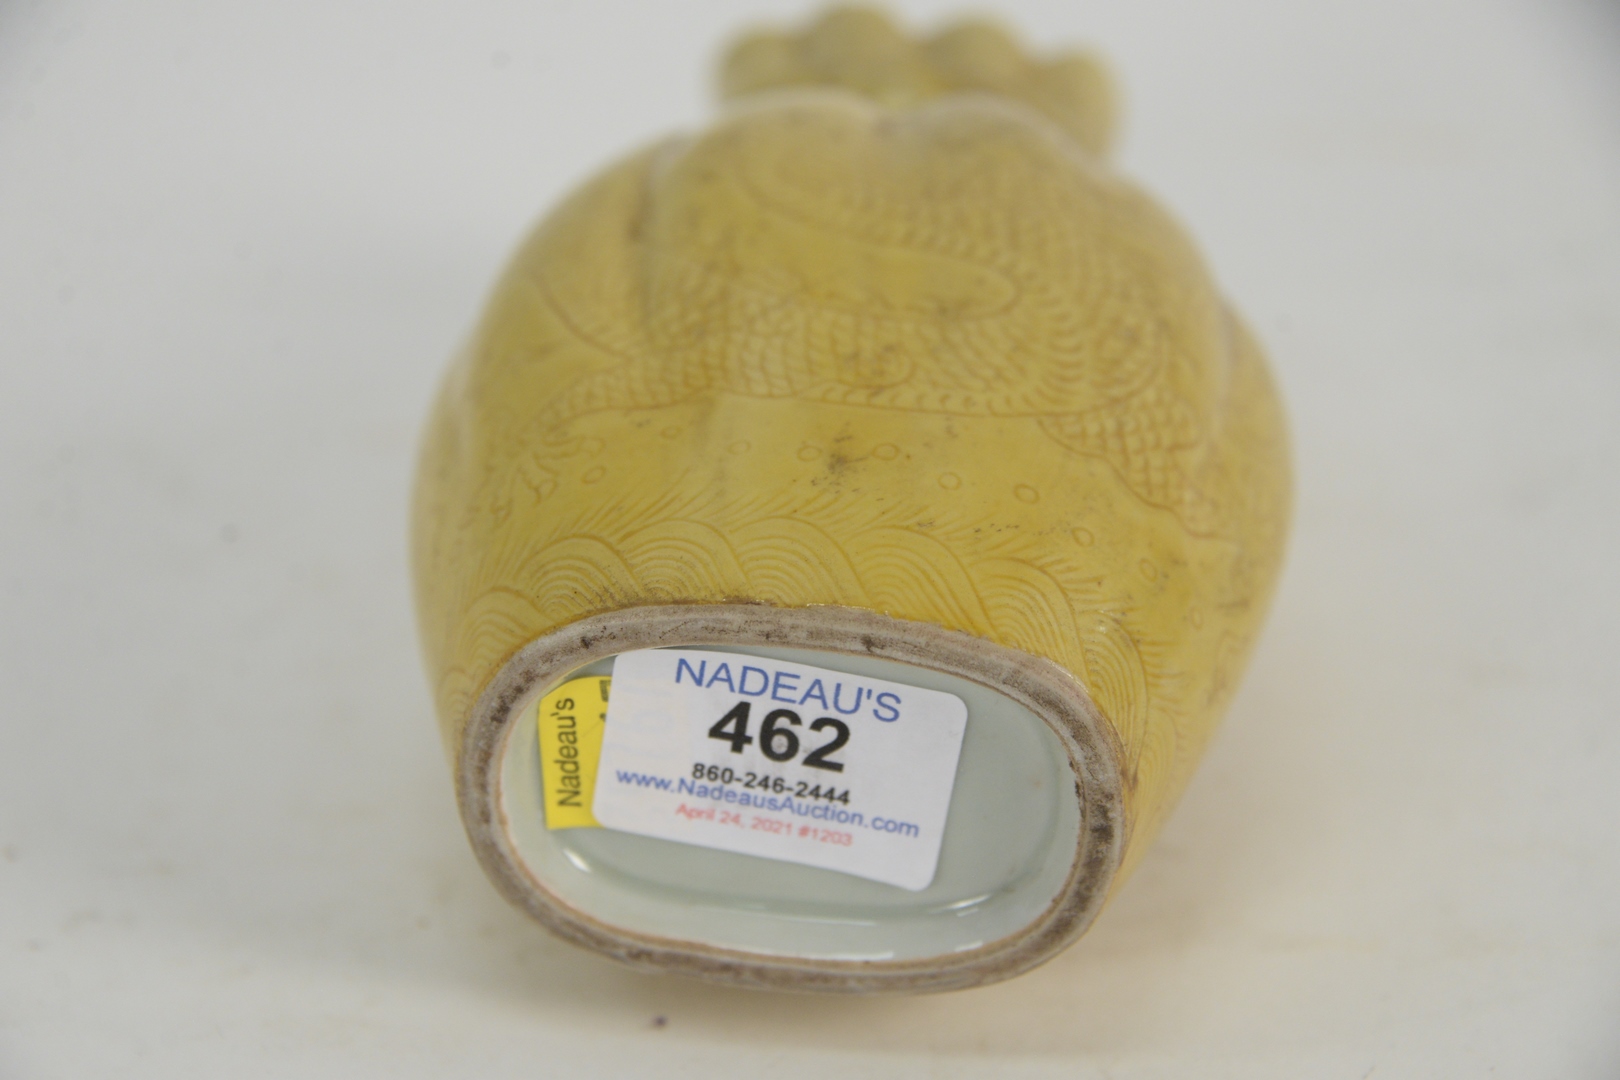 NADEAU'S
462
860-246-2444
www.NadeausAuction.com
April 24, 2021 #1203
Nadeau's